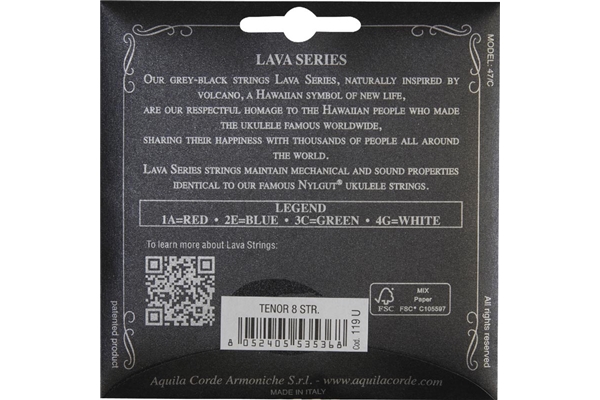 LAVA SERIES
OUR GREY-BLACK STRINGS LAVA SERIES, NATURALLY INSPIRED BY
VOLCANO, A HAWAIIAN SYMBOL OF NEW LIFE,
ARE OUR RESPECTFUL HOMAGE TO THE HAWAIIAN PEOPLE WHO MADE
THE UKULELE FAMOUS WORLDWIDE,
SHARING THEIR HAPPINESS WITH THOUSANDS OF PEOPLE ALL AROUND
THE WORLD.
LAVA SERIES STRINGS MAINTAIN MECHANICAL AND SOUND PROPERTIES
IDENTICAL TO OUR FAMOUS NYLGUT® UKULELE STRINGS.
LEGEND
1A=RED • 2E=BLUE • 3C=GREEN • 4G=WHITE
To learn more about Lava Strings:
TENOR 8 STR.
8 052405 535368
Cod. 119 U
FSC
MIX
Paper
FSC® C105597
MODEL: 47/C
patented product
All rights reserved
Aquila Corde Armoniche S.r.l. - www.aquilacorde.com
MADE IN ITALY